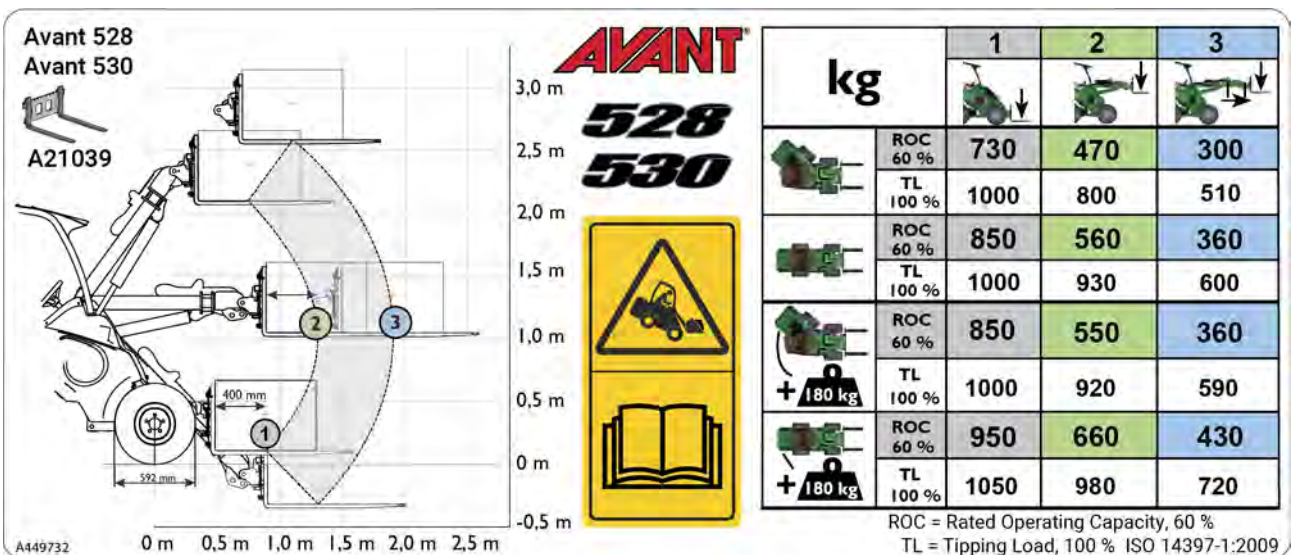 Avant 528
Avant 530
A21039
3,0 m
2,5 m
2,0 m
1,5 m
1,0 m
0,5 m
0 m
-0,5 m
2
3
400 mm
1
592 mm
0 m 0,5 m 1,0 m 1,5 m 2,0 m 2,5 m
A449732
AVANT®
528
530
kg
1 2 3
ROC 60 % 730 470 300
TL 100 % 1000 800 510
ROC 60 % 850 560 360
TL 100 % 1000 930 600
ROC 60 % 850 550 360
+ 180 kg
TL 100 % 1000 920 590
ROC 60 % 950 660 430
+ 180 kg
TL 100 % 1050 980 720
ROC = Rated Operating Capacity, 60 %
TL = Tipping Load, 100 % ISO 14397-1:2009